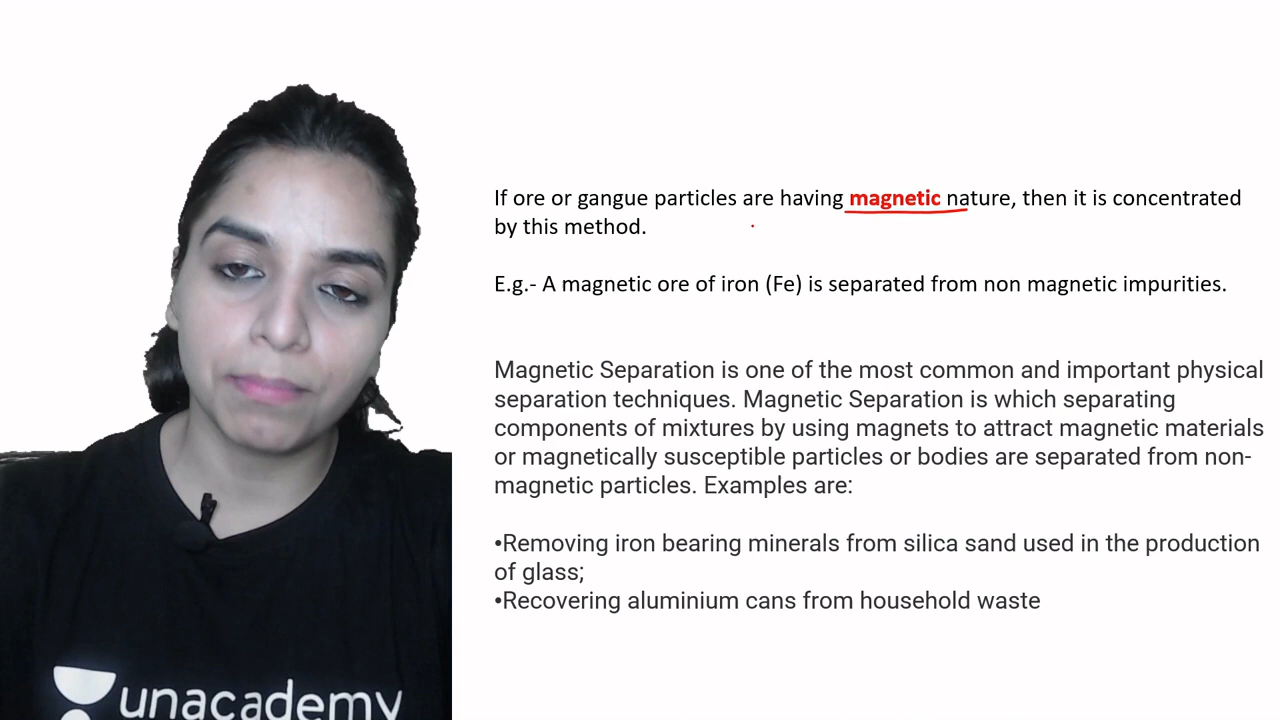 If ore or gangue particles are having magnetic nature, then it is concentrated
by this method.
E.g.- A magnetic ore of iron (Fe) is separated from non magnetic impurities.
Magnetic Separation is one of the most common and important physical
separation techniques. Magnetic Separation is which separating
components of mixtures by using magnets to attract magnetic materials
or magnetically susceptible particles or bodies are separated from non-
magnetic particles. Examples are:
•Removing iron bearing minerals from silica sand used in the production
of glass;
•Recovering aluminium cans from household waste
unacademy